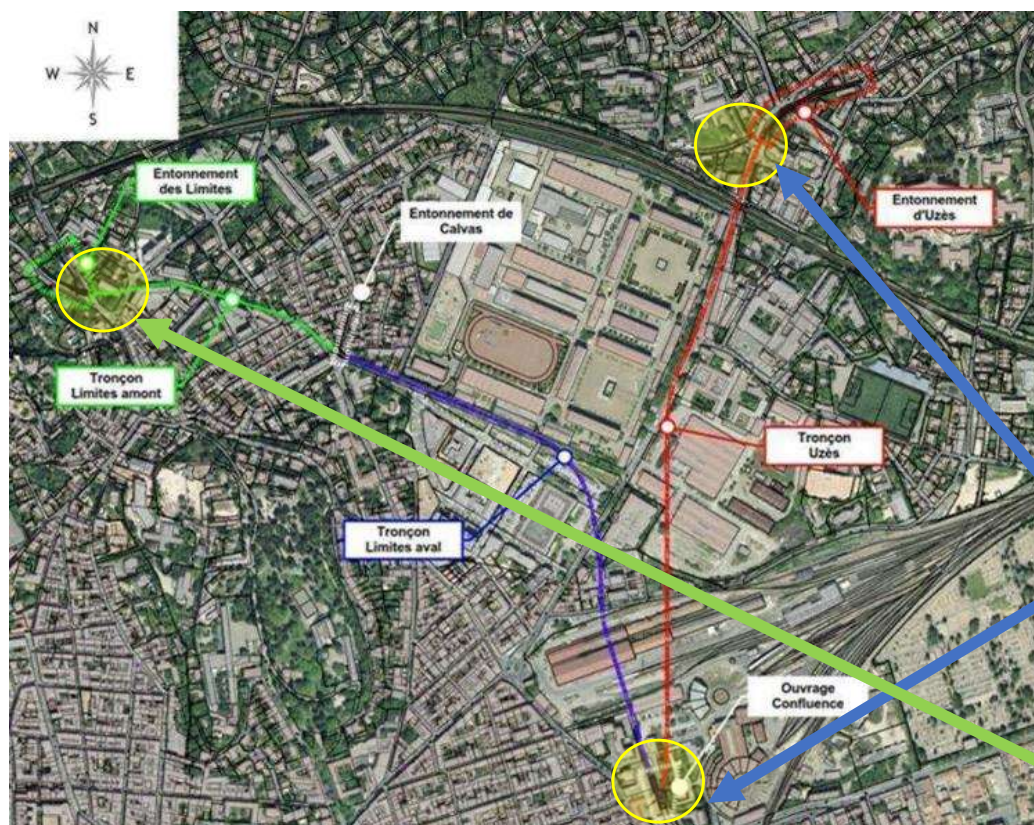 N
W E
S
Entonnement
des Limites
Entonnement de
Calvas
Entonnement
d'Uzès
Tronçon
Limites amont
Tronçon
Uzès
Tronçon
Limites aval
Ouvrage
Confluence